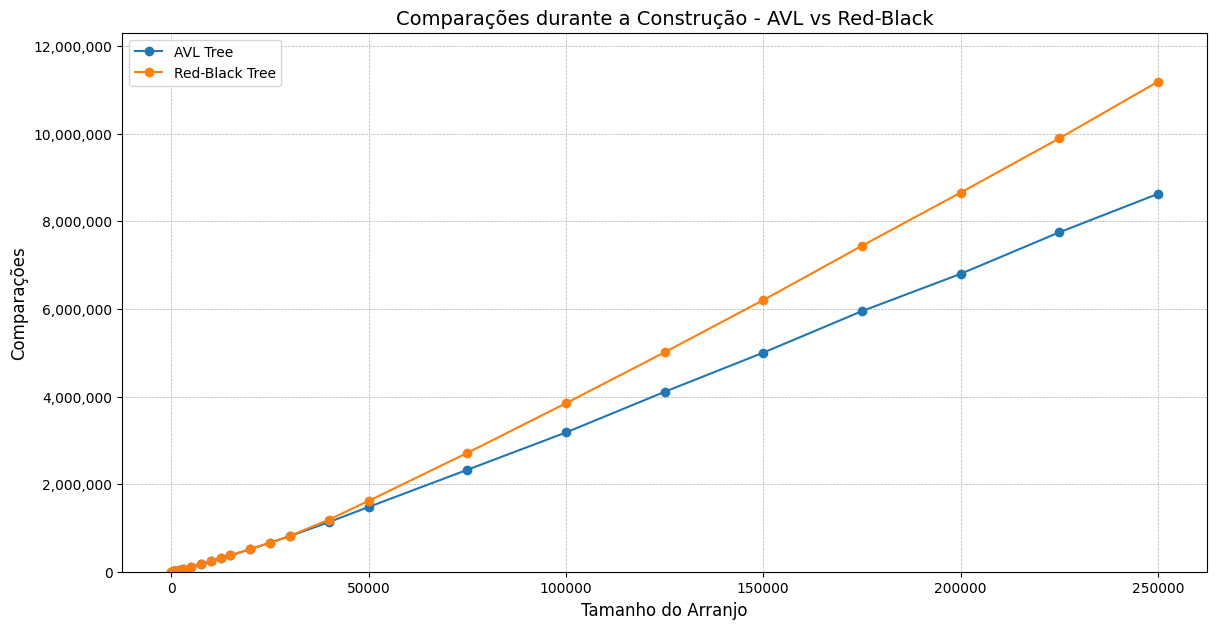 Comparações durante a Construção - AVL vs Red-Black
AVL Tree
Red-Black Tree
Comparações
12,000,000
10,000,000
8,000,000
6,000,000
4,000,000
2,000,000
0
0 50000 100000 150000 200000 250000
Tamanho do Arranjo